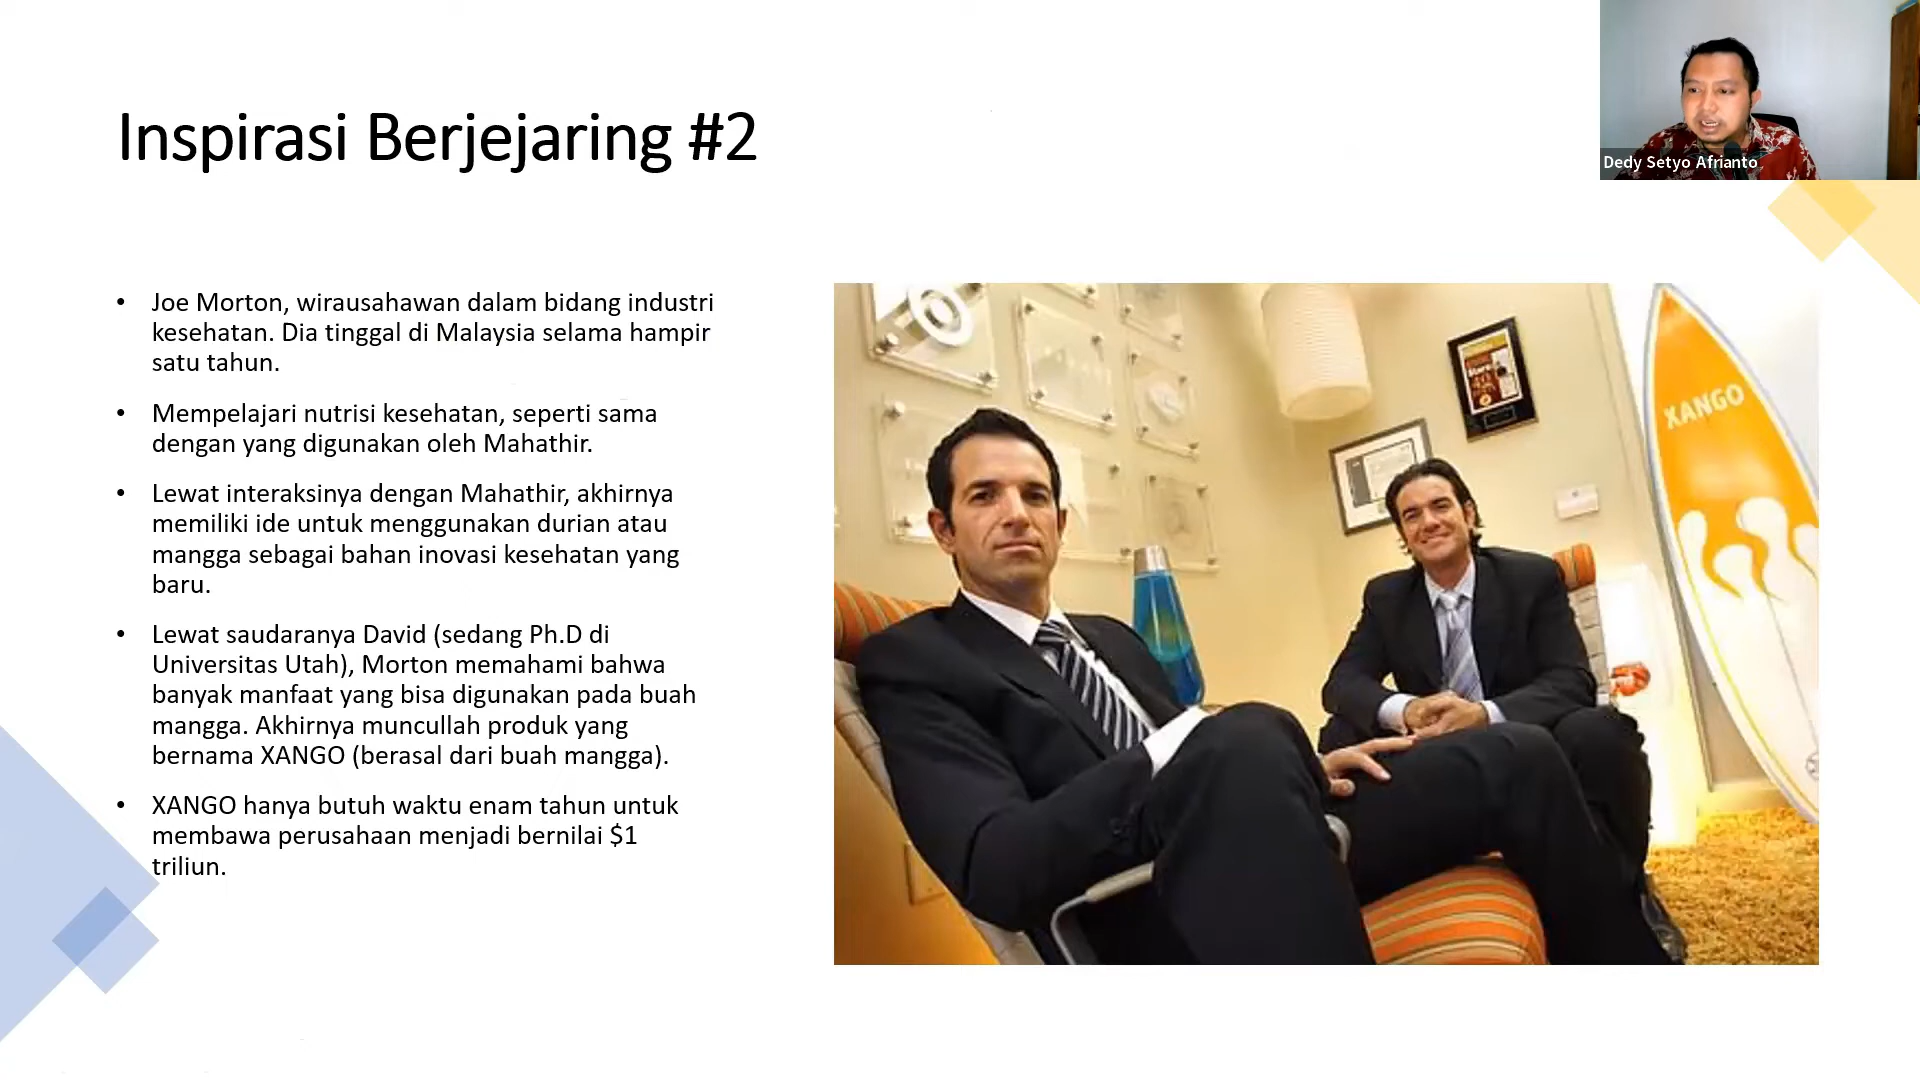 Inspirasi Berjejaring #2
Dedy Setyo Afrianto
• Joe Morton, wirausahawan dalam bidang industri
kesehatan. Dia tinggal di Malaysia selama hampir
satu tahun.
• Mempelajari nutrisi kesehatan, seperti sama
dengan yang digunakan oleh Mahathir.
• Lewat interaksinya dengan Mahathir, akhirnya
memiliki ide untuk menggunakan durian atau
mangga sebagai bahan inovasi kesehatan yang
baru.
• Lewat saudaranya David (sedang Ph.D di
Universitas Utah), Morton memahami bahwa
banyak manfaat yang bisa digunakan pada buah
mangga. Akhirnya muncullah produk yang
bernama XANGO (berasal dari buah mangga).
• XANGO hanya butuh waktu enam tahun untuk
membawa perusahaan menjadi bernilai $1
triliun.
XANGO